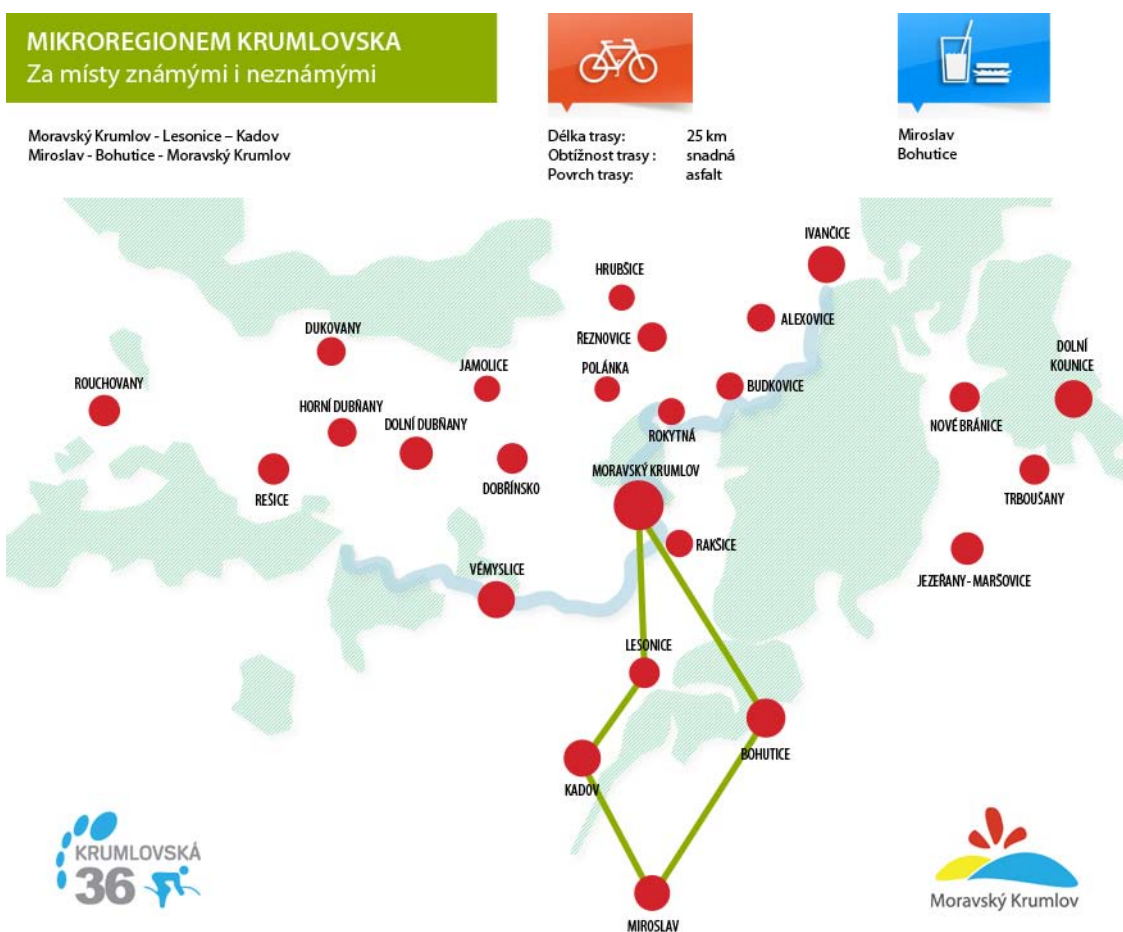 MIKROREGIONEM KRUMLOVSKA
Za místy známými i neznámými
Moravský Krumlov - Lesonice – Kadov
Miroslav - Bohutice - Moravský Krumlov
Délka trasy: 25 km
Obtížnost trasy : snadná
Povrch trasy: asfalt
Miroslav
Bohutice
IVANČICE
HRUBŠICE
ALEXOVICE
ŘEZNOVICE
DUKOVANY
DOLNÍ
KOUNICE
JAMOLICE
POLÁNKA
ROUCHOVANY
BUDKOVICE
HORNÍ DUBŇANY
DOLNÍ DUBŇANY
NOVÉ BRÁNICE
ROKYTNÁ
MORAVSKÝ KRUMLOV
DOBŘÍNSKO
REŠICE
TRBOUŠANY
RAKŠICE
VÉMYSLICE
JEZEŘANY - MARŠOVICE
LESONICE
BOHUTICE
KADOV
KRUMLOVSKÁ
36
Moravský Krumlov
MIROSLAV